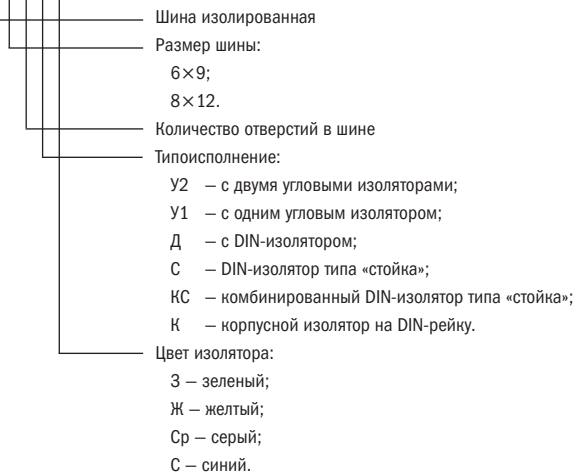 Шина изолированная
Размер шины:
6×9;
8×12.
Количество отверстий в шине
Типоисполнение:
У2 – с двумя угловыми изоляторами;
У1 – с одним угловым изолятором;
Д – с DIN-изолятором;
С – DIN-изолятор типа «стойка»;
КС – комбинированный DIN-изолятор типа «стойка»;
К – корпусной изолятор на DIN-рейку.
Цвет изолятора:
З – зеленый;
Ж – желтый;
Ср – серый;
С – синий.